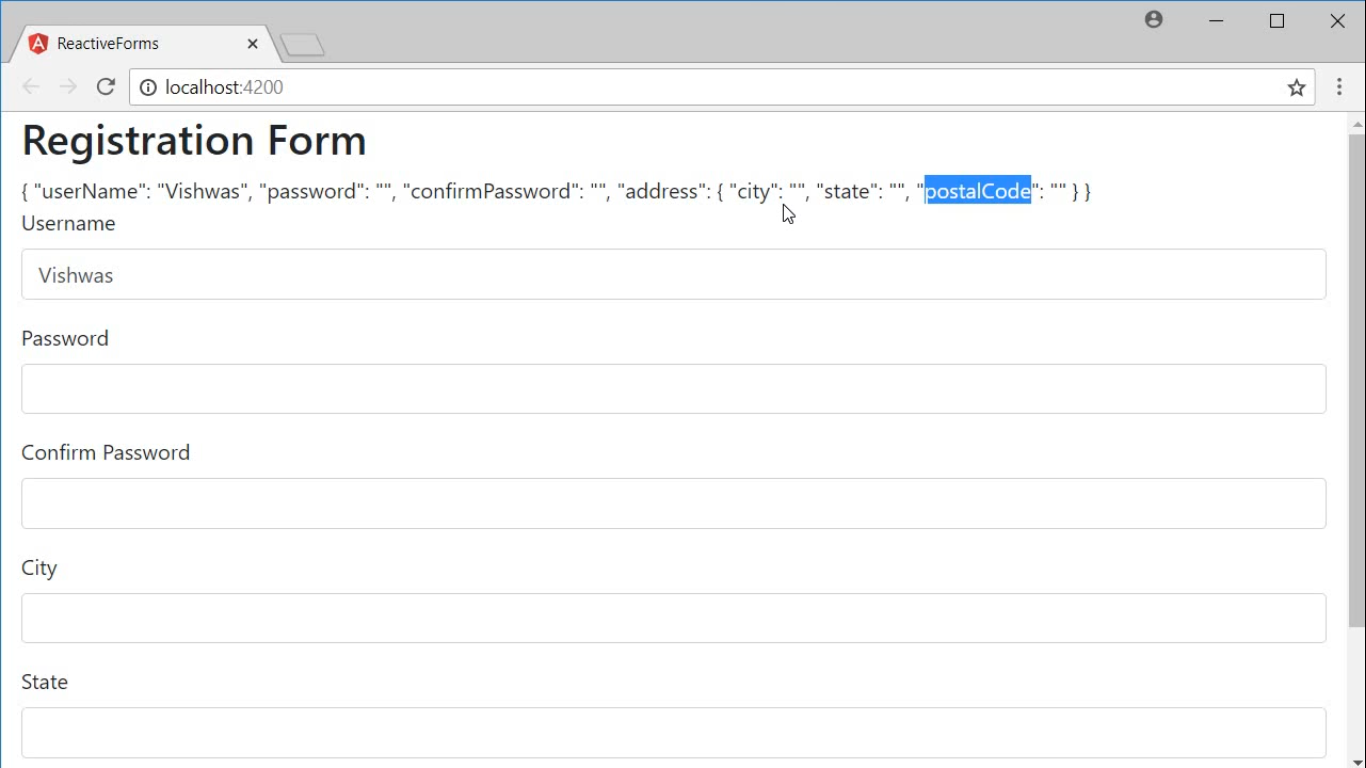 ReactiveForms
localhost:4200
Registration Form
{ "userName": "Vishwas", "password": "", "confirmPassword": "", "address": { "city": "", "state": "", "postalCode": "" } }
Username
Vishwas
Password
Confirm Password
City
State